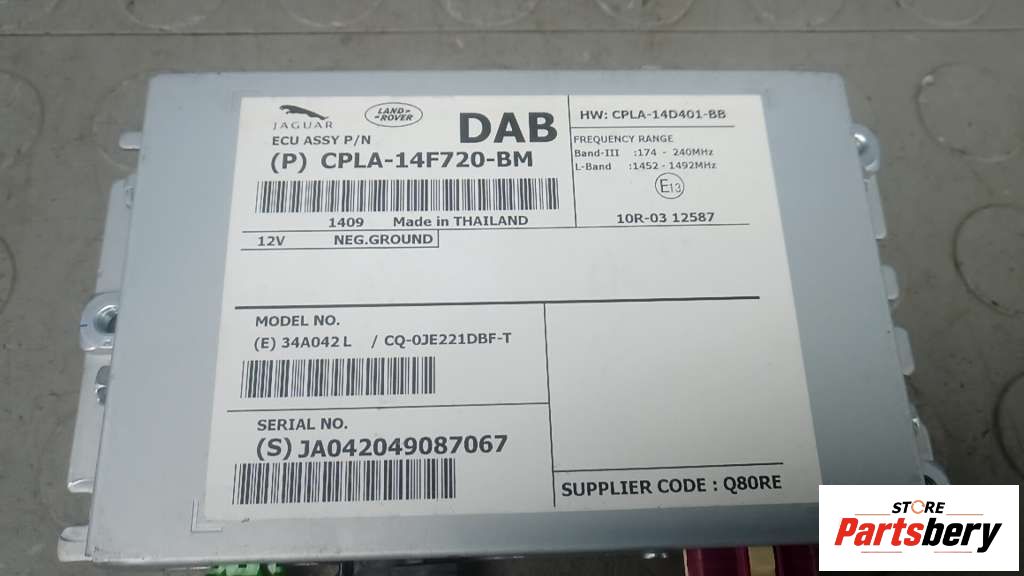 JAGUAR
LAND ROVER
DAB
ECU ASSY P/N
(P) CPLA-14F720-BM
1409 Made in THAILAND
12V NEG.GROUND
HW: CPLA-14D401-BB
FREQUENCY RANGE
Band-III :174 - 240MHz
L-Band :1452 - 1492MHz
E13
10R-03 12587
MODEL NO.
(E) 34A042L / CQ-0JE221DBF-T
SERIAL NO.
(S) JA042049087067
SUPPLIER CODE : Q80RE
STORE
Partsbery